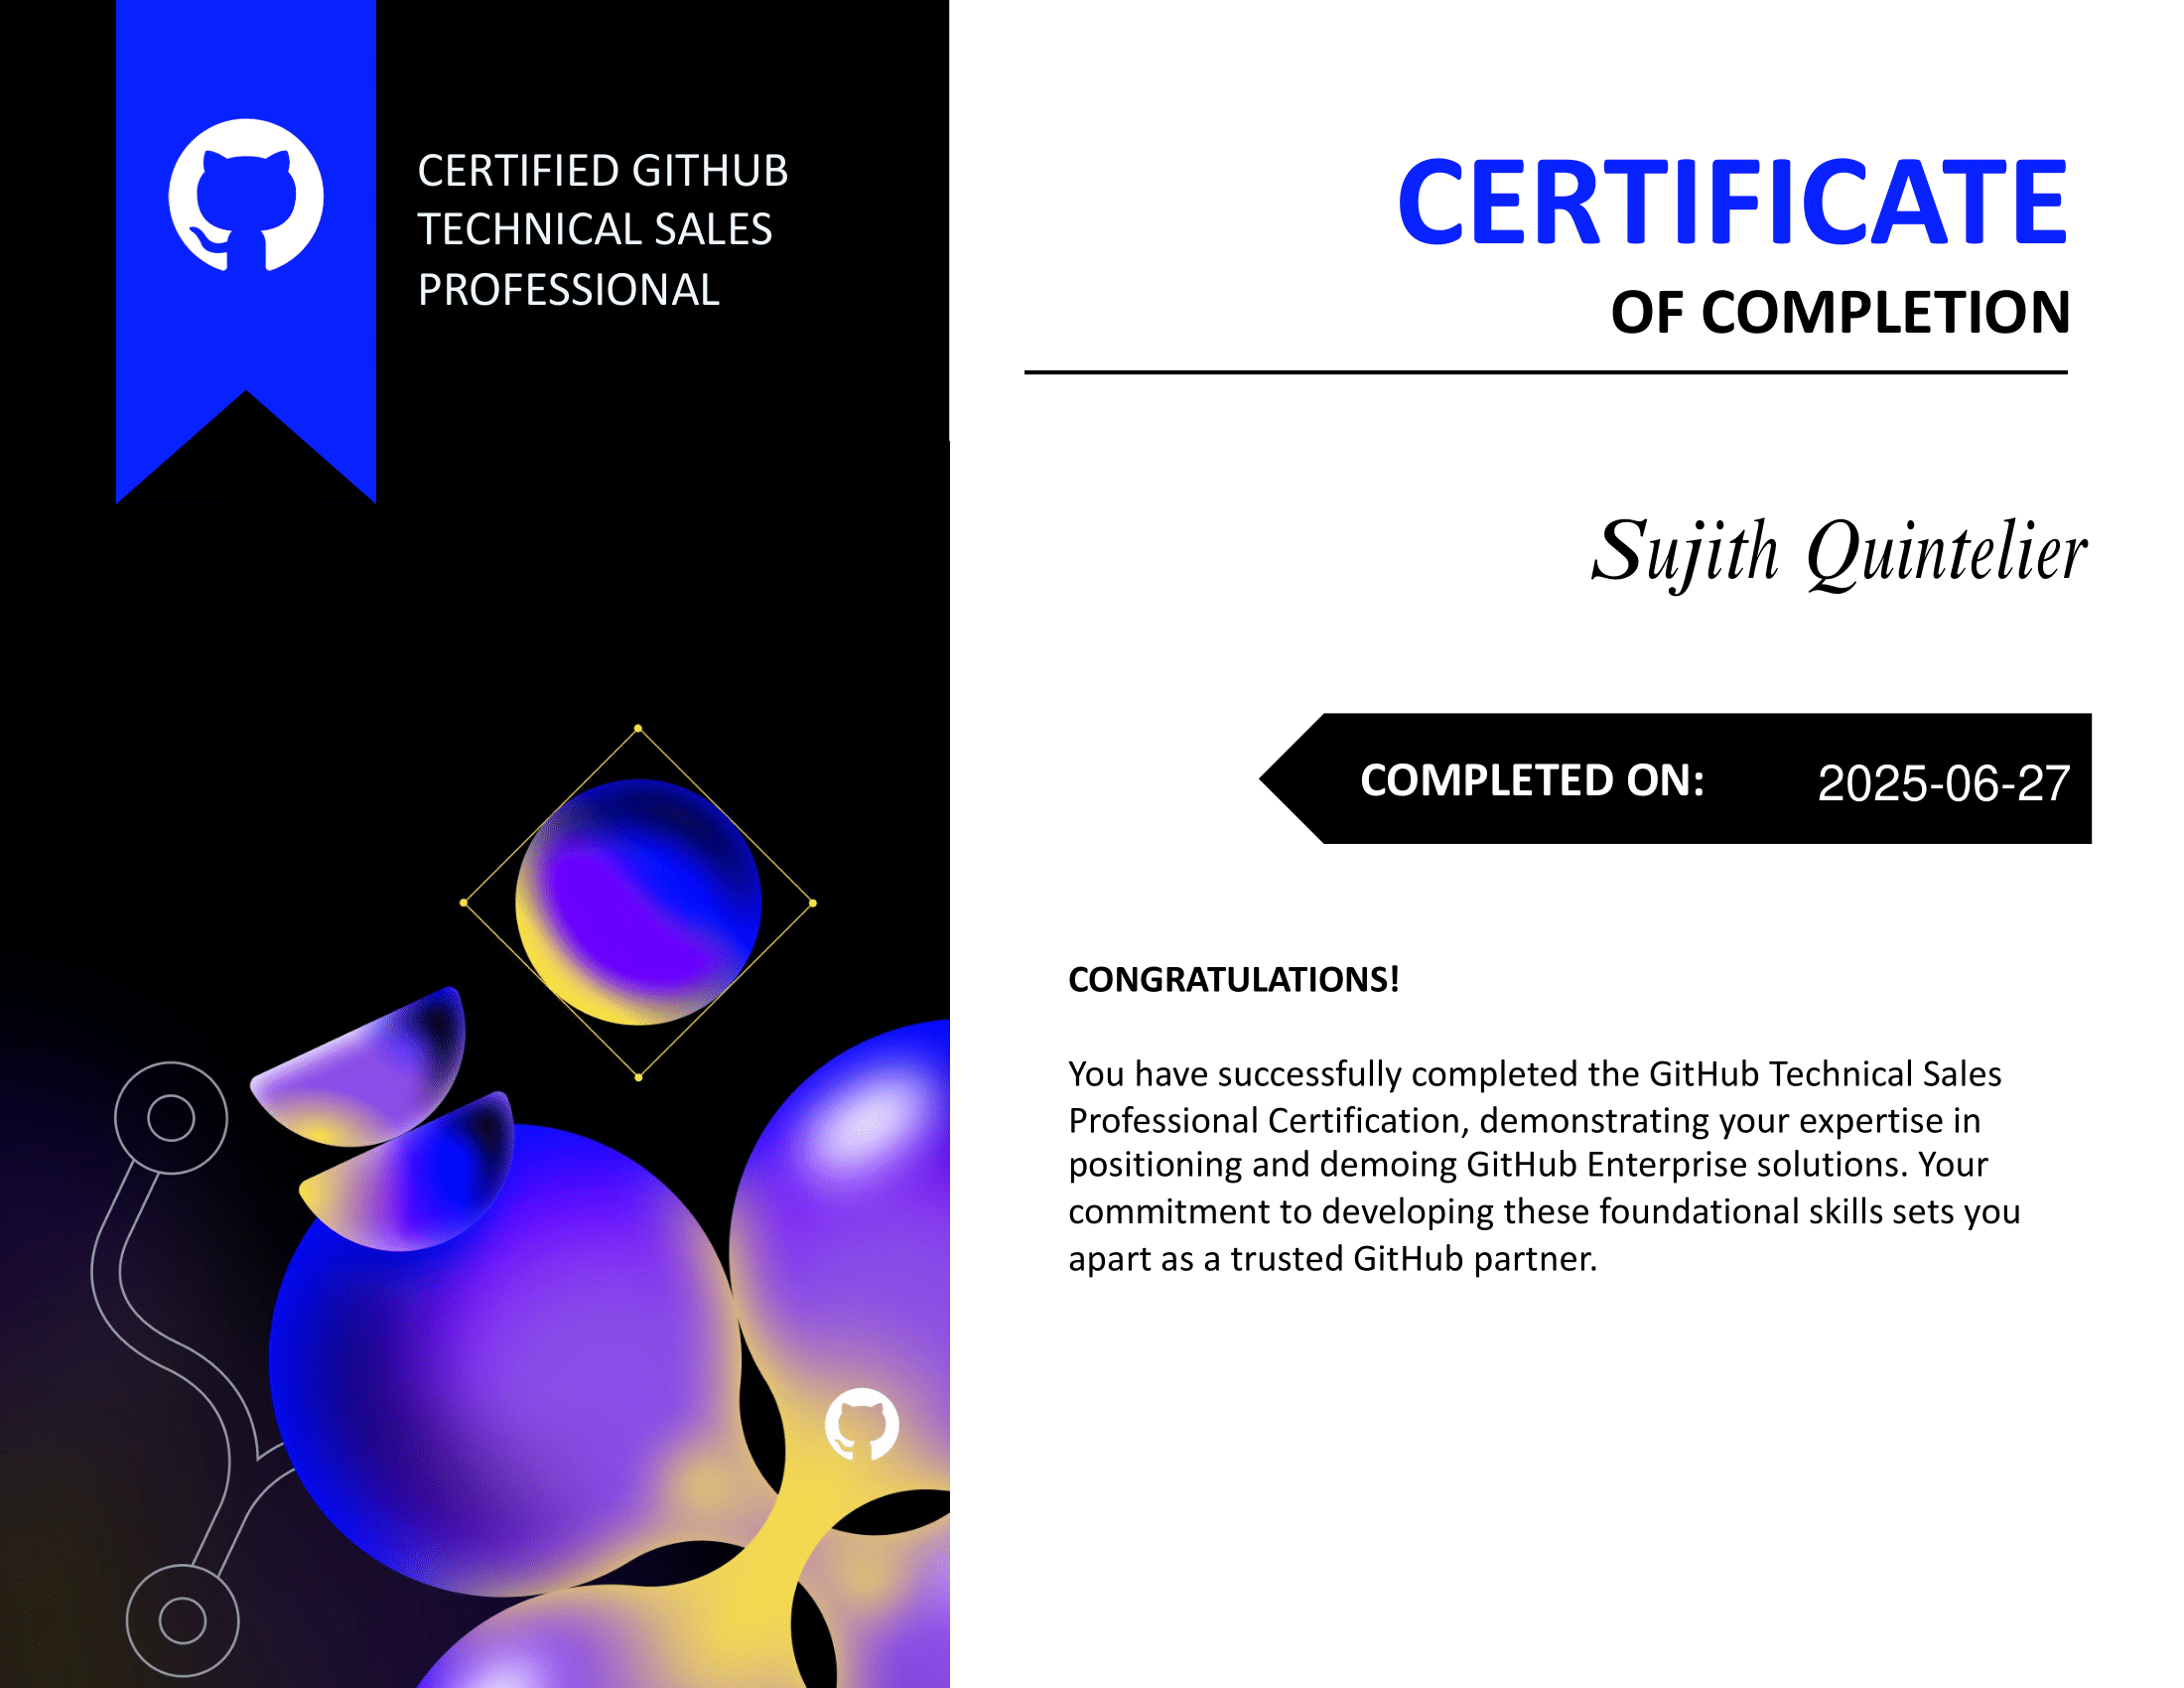 CERTIFIED GITHUB
TECHNICAL SALES
PROFESSIONAL
CERTIFICATE
OF COMPLETION
Sujith Quintelier
COMPLETED ON: 2025-06-27
CONGRATULATIONS!
You have successfully completed the GitHub Technical Sales
Professional Certification, demonstrating your expertise in
positioning and demoing GitHub Enterprise solutions. Your
commitment to developing these foundational skills sets you
apart as a trusted GitHub partner.